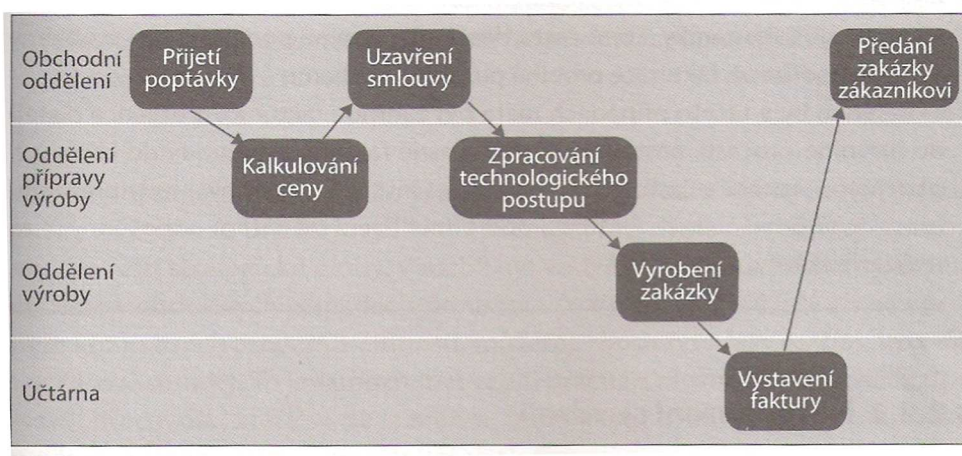 Obchodní
oddělení
Přijetí
poptávky
Uzavření
smlouvy
Předání
zakázky
zákazníkovi
Oddělení
přípravy
výroby
Kalkulování
ceny
Zpracování
technologického
postupu
Oddělení
výroby
Vyrobení
zakázky
Účtárna
Vystavení
faktury